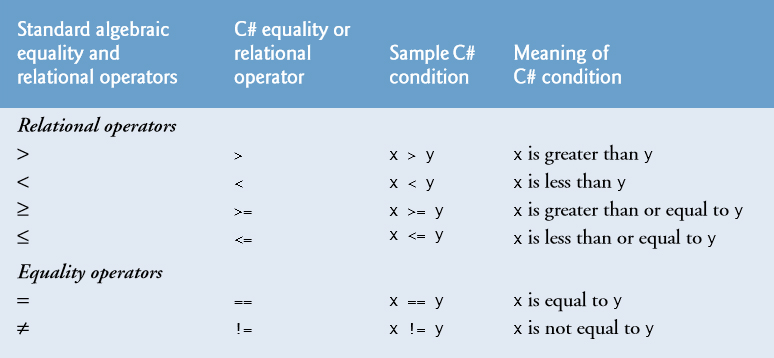 Standard algebraic equality and relational operators C# equality or relational operator Sample C# condition Meaning of C# condition
Relational operators
> > x > y x is greater than y
< < x < y x is less than y
≥ >= x >= y x is greater than or equal to y
≤ <= x <= y x is less than or equal to y
Equality operators
= == x == y x is equal to y
≠ != x != y x is not equal to y